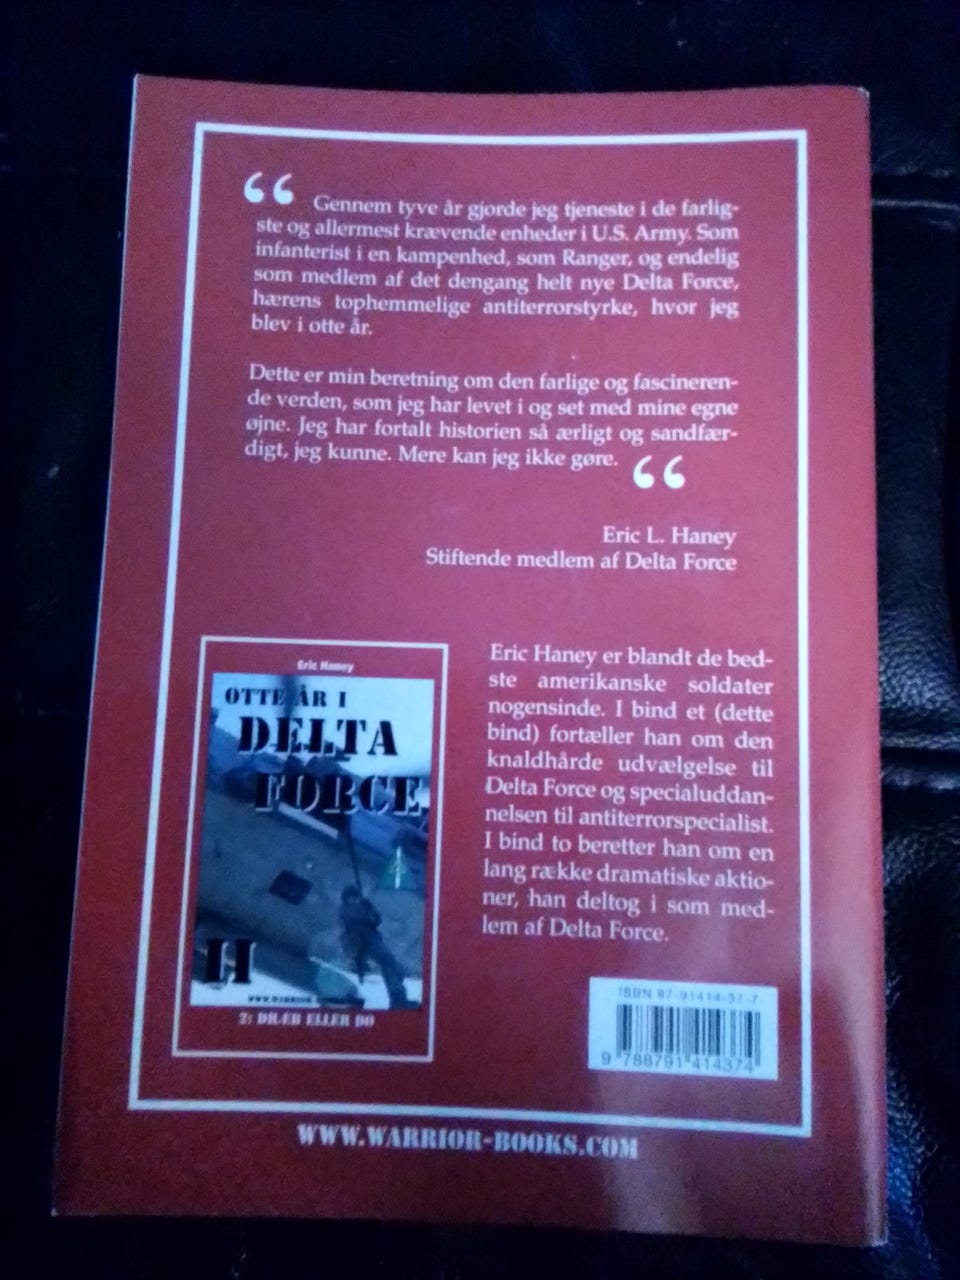 “ Gennem tyve år gjorde jeg tjeneste i de farlig-
ste og allermest krævende enheder i U.S. Army. Som
infanterist i en kampenhed, som Ranger, og endelig
som medlem af det dengang helt nye Delta Force,
hærens tophemmelige antiterrorstyrke, hvor jeg
blev i otte år.
Dette er min beretning om den farlige og fascineren-
de verden, som jeg har levet i og set med mine egne
øjne. Jeg har fortalt historien så ærligt og sandfær-
digt, jeg kunne. Mere kan jeg ikke gøre. “
Eric L. Haney
Stiftende medlem af Delta Force
Eric Haney
OTTE ÅR I
DELTA
FORCE
II
WWW.WARRIOR-BOOKS.COM
2: DRÆB ELLER DØ
Eric Haney er blandt de bed-
ste amerikanske soldater
nogensinde. I bind et (dette
bind) fortæller han om den
knaldhårde udvælgelse til
Delta Force og specialuddan-
nelsen til antiterrorspecialist.
I bind to beretter han om en
lang række dramatiske aktio-
ner, han deltog i som med-
lem af Delta Force.
ISBN 87-91414-37-7
9 788791 414374
WWW.WARRIOR-BOOKS.COM